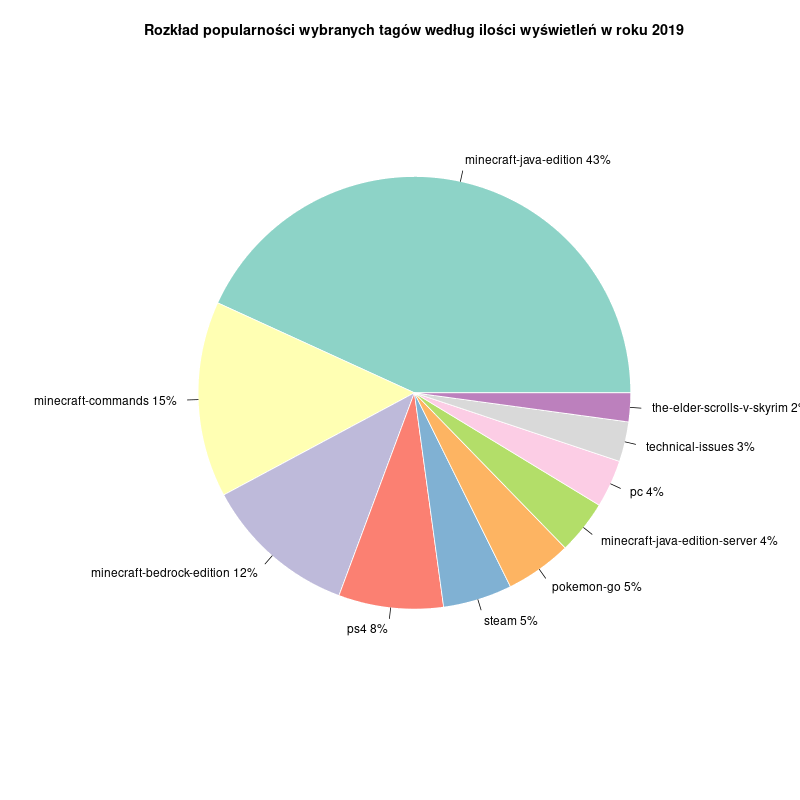 Rozkład popularności wybranych tagów według ilości wyświetleń w roku 2019
minecraft-java-edition 43%
minecraft-commands 15%
minecraft-bedrock-edition 12%
ps4 8%
steam 5%
pokemon-go 5%
minecraft-java-edition-server 4%
pc 4%
technical-issues 3%
the-elder-scrolls-v-skyrim 2%